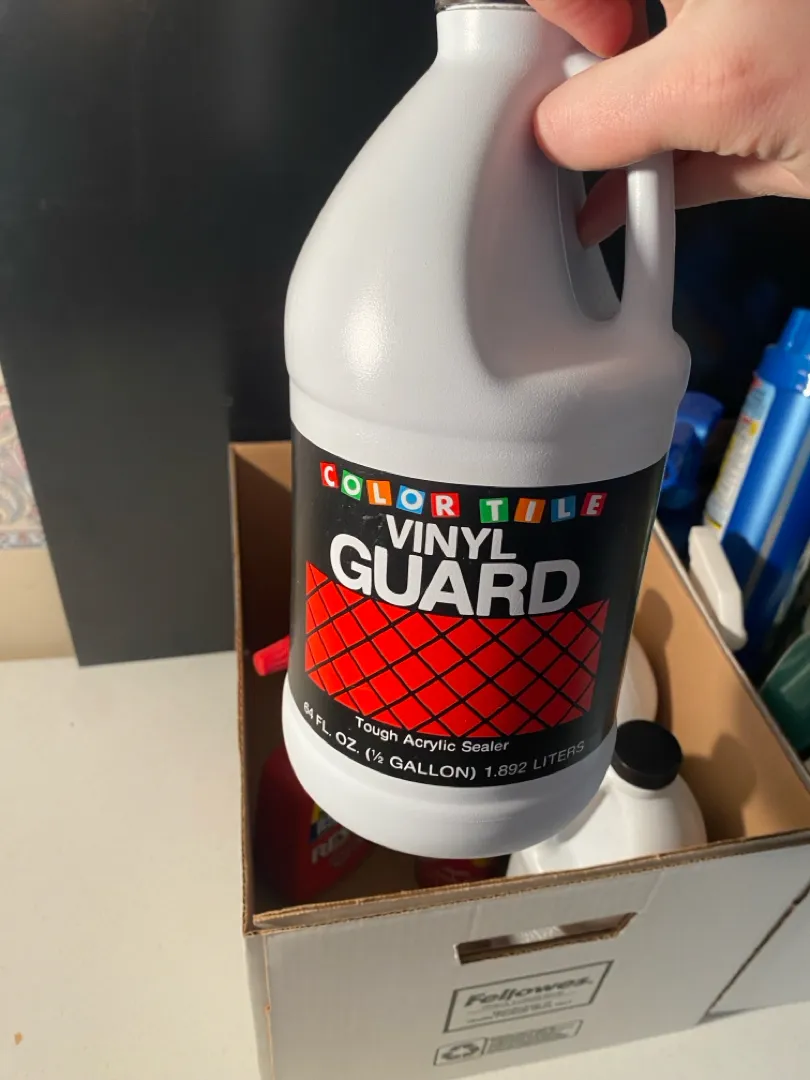 COLOR TILE
VINYL
GUARD
Tough Acrylic Sealer
64 FL. OZ. (½ GALLON) 1.892 LITERS
Fellowes.